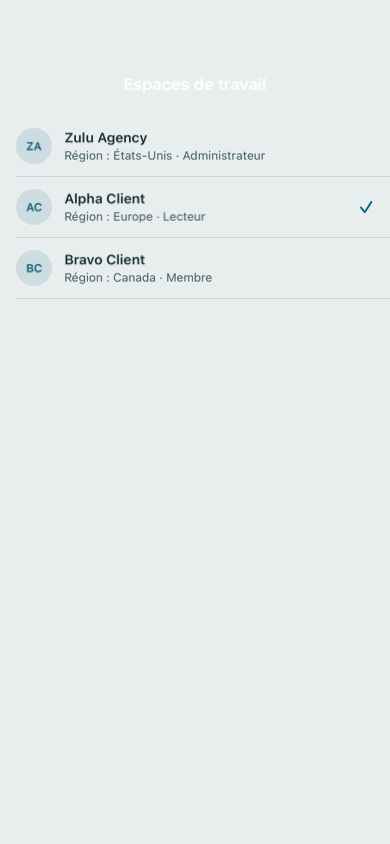 Espaces de travail
ZA
Zulu Agency
Région : États-Unis · Administrateur
AC
Alpha Client
Région : Europe · Lecteur
BC
Bravo Client
Région : Canada · Membre